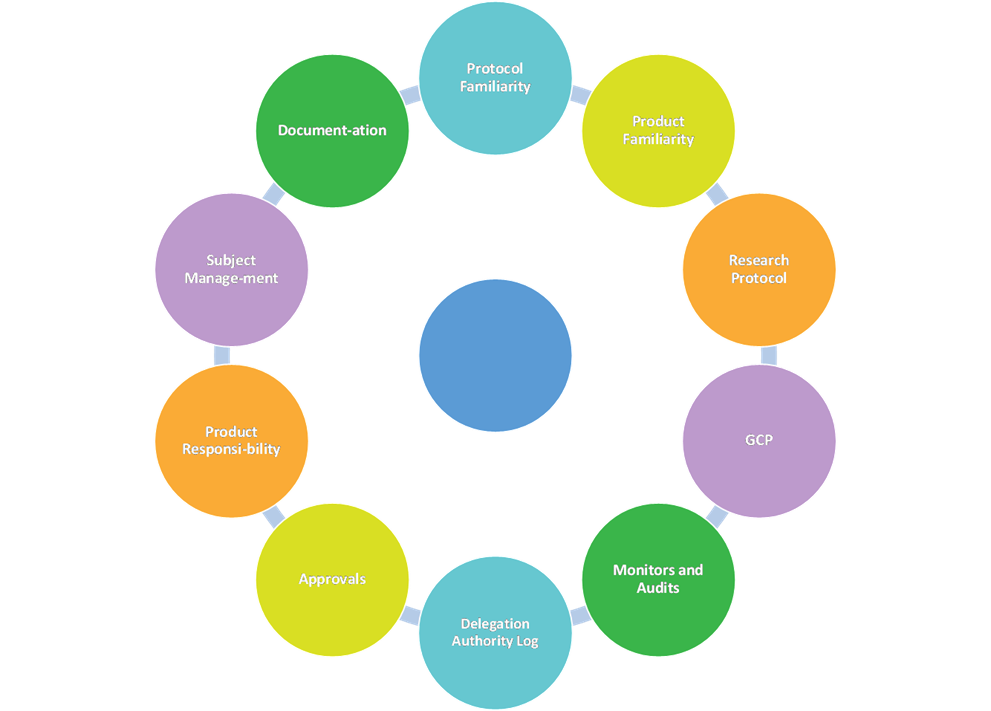 Protocol
Familiarity
Product
Familiarity
Research
Protocol
GCP
Monitors and
Audits
Delegation
Authority Log
Approvals
Product
Responsi-bility
Subject
Manage-ment
Document-ation